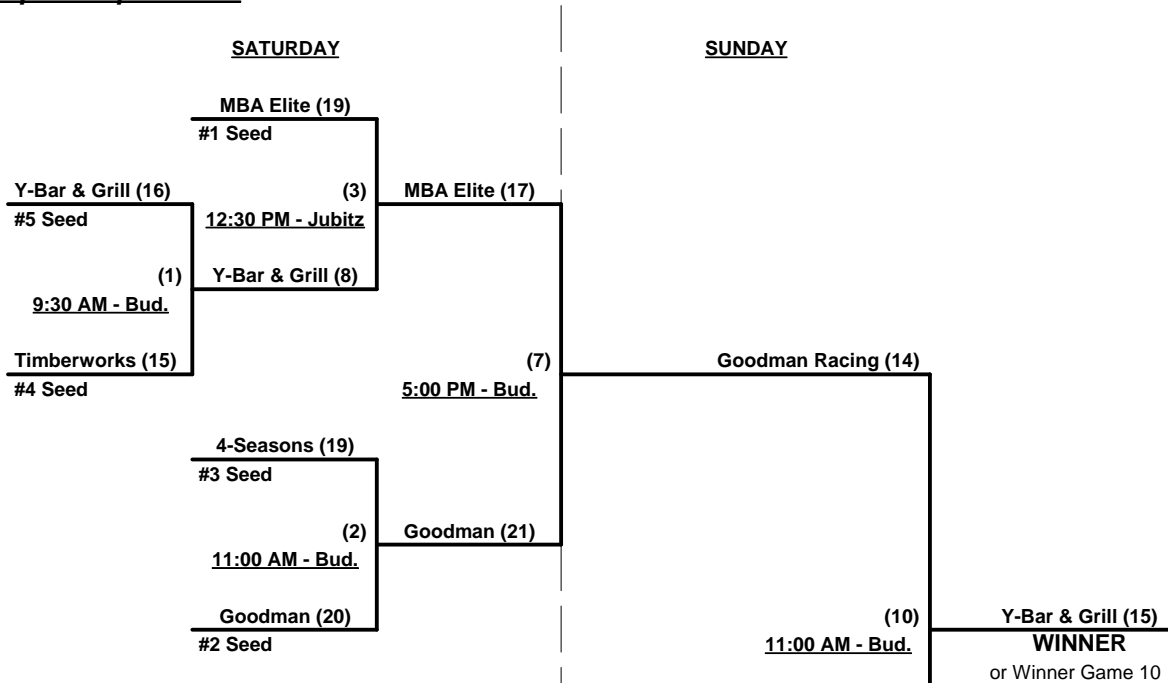 SATURDAY
SUNDAY
MBA Elite (19)
#1 Seed
Y-Bar & Grill (16)
(3)
MBA Elite (17)
#5 Seed
12:30 PM - Jubitz
(1)
Y-Bar & Grill (8)
9:30 AM - Bud.
Timberworks (15)
(7)
Goodman Racing (14)
#4 Seed
5:00 PM - Bud.
4-Seasons (19)
#3 Seed
(2)
Goodman (21)
11:00 AM - Bud.
Goodman (20)
(10)
Y-Bar & Grill (15)
#2 Seed
11:00 AM - Bud.
WINNER
or Winner Game 10